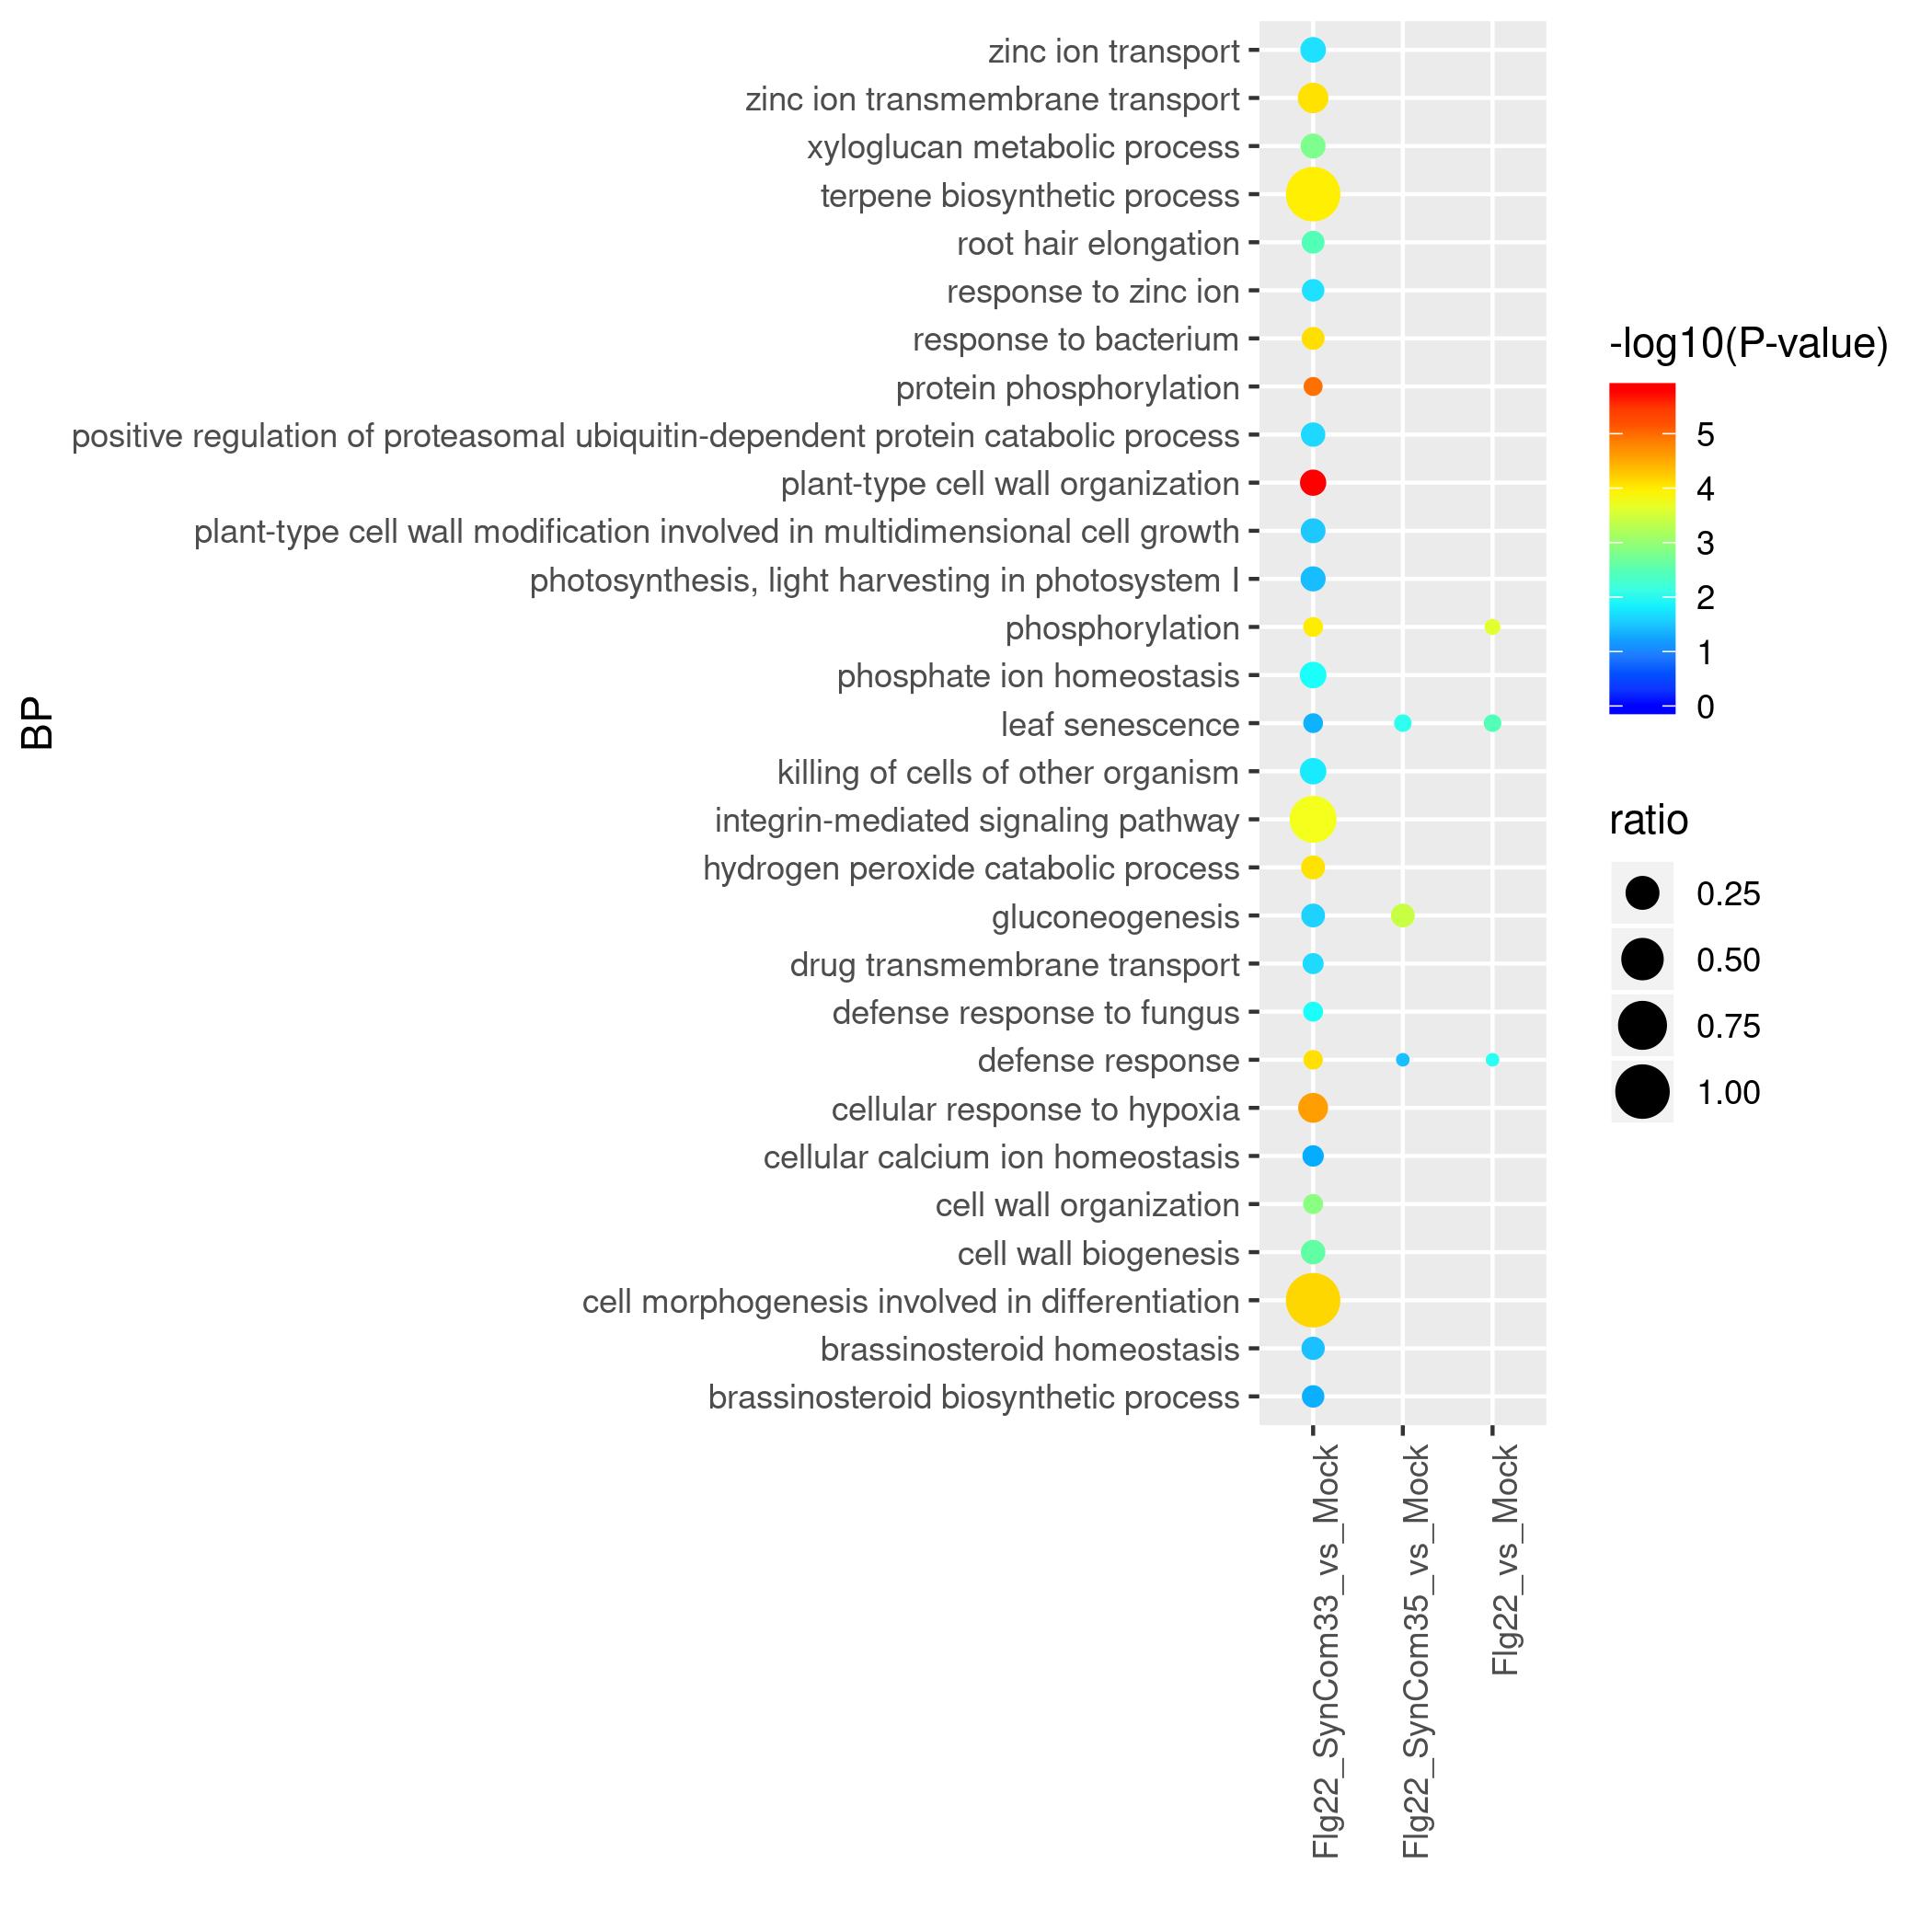 zinc ion transport
zinc ion transmembrane transport
xyloglucan metabolic process
terpene biosynthetic process
root hair elongation
response to zinc ion
response to bacterium
protein phosphorylation
positive regulation of proteasomal ubiquitin-dependent protein catabolic process
plant-type cell wall organization
plant-type cell wall modification involved in multidimensional cell growth
photosynthesis, light harvesting in photosystem I
phosphorylation
phosphate ion homeostasis
leaf senescence
killing of cells of other organism
integrin-mediated signaling pathway
hydrogen peroxide catabolic process
gluconeogenesis
drug transmembrane transport
defense response to fungus
defense response
cellular response to hypoxia
cellular calcium ion homeostasis
cell wall organization
cell wall biogenesis
cell morphogenesis involved in differentiation
brassinosteroid homeostasis
brassinosteroid biosynthetic process
BP
Flg22_SynCom33_vs_Mock
Flg22_SynCom35_vs_Mock
Flg22_vs_Mock
-log10(P-value)
5
4
3
2
1
0
ratio
0.25
0.50
0.75
1.00